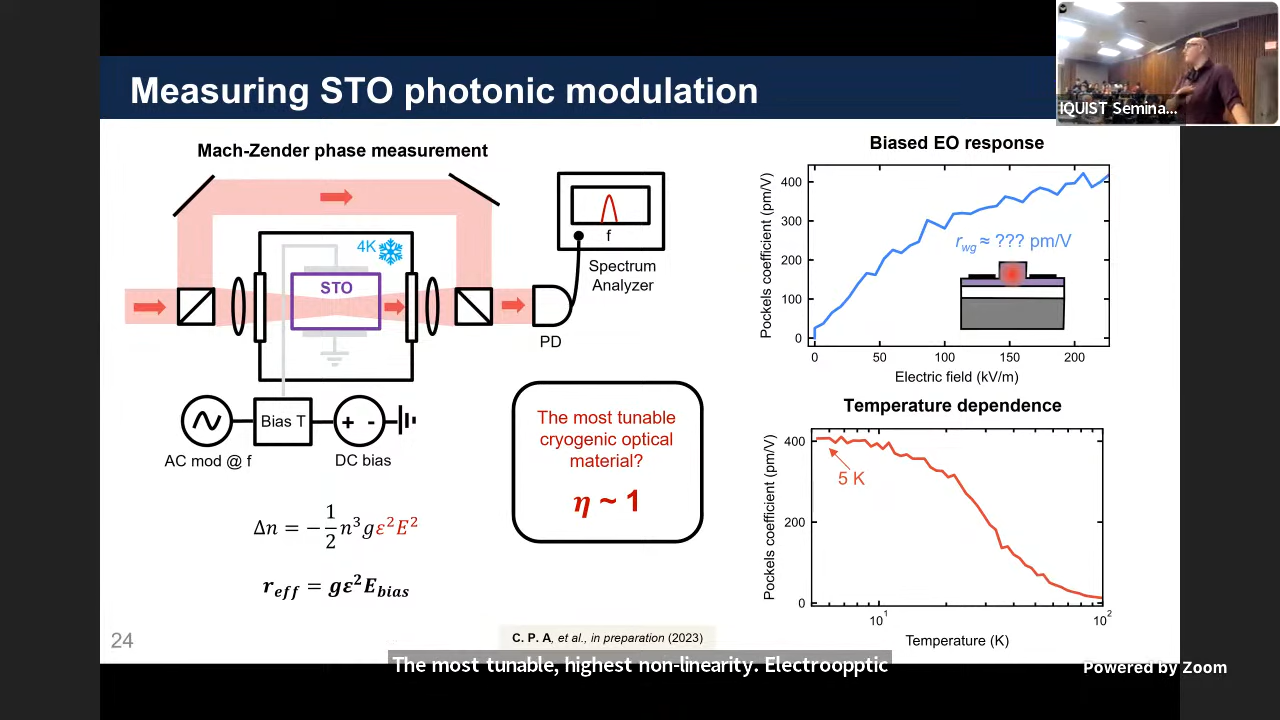 Measuring STO photonic modulation
IQUIST Semina...
Mach-Zender phase measurement
4K
STO
f
Spectrum
Analyzer
PD
Bias T
+ -
AC mod @ f
DC bias
Δn = −1/2 n³gε²E²
r_eff = gε²E_bias
The most tunable
cryogenic optical
material?
η ~ 1
Biased EO response
Pockels coefficient (pm/V)
400
300
200
100
0
r_wg ≈ ??? pm/V
0 50 100 150 200
Electric field (kV/m)
Temperature dependence
Pockels coefficient (pm/V)
400
200
0
5 K
10¹ 10²
Temperature (K)
24
C. P. A, et al., in preparation (2023)
The most tunable, highest non-linearity. Electroopptic
Powered by Zoom